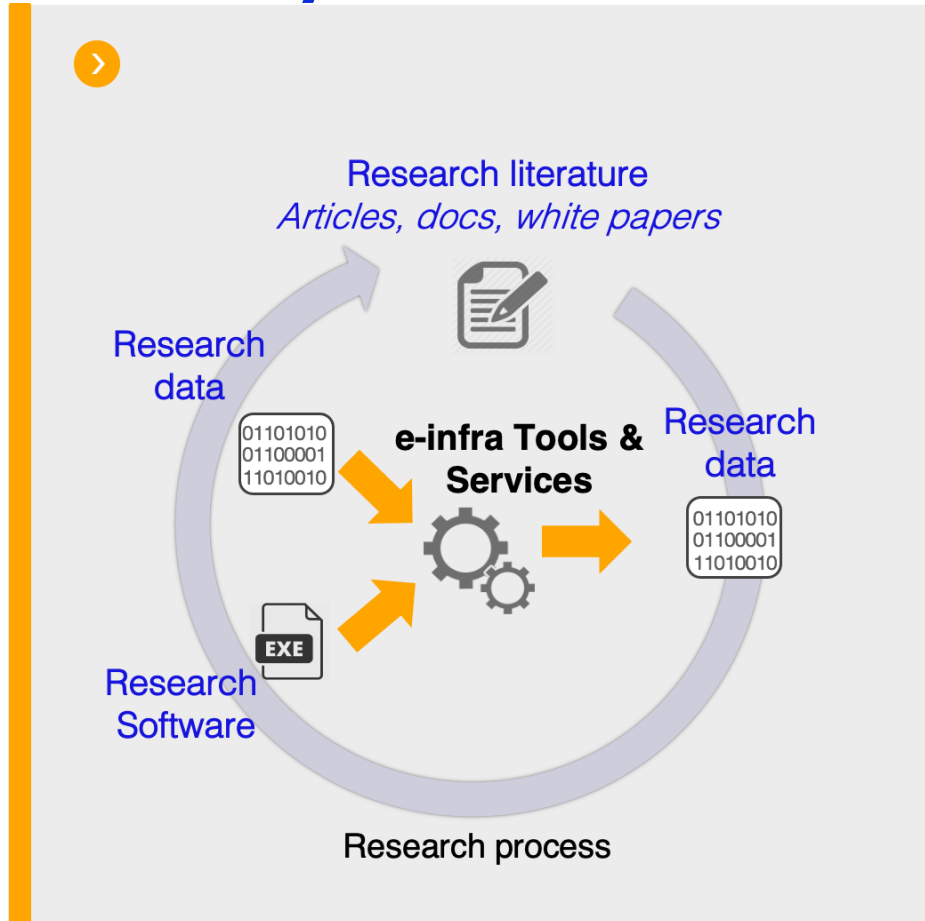 Research literature
Articles, docs, white papers
Research
data
01101010
01100001
11010010
e-infra Tools &
Services
Research
data
01101010
01100001
11010010
EXE
Research
Software
Research process